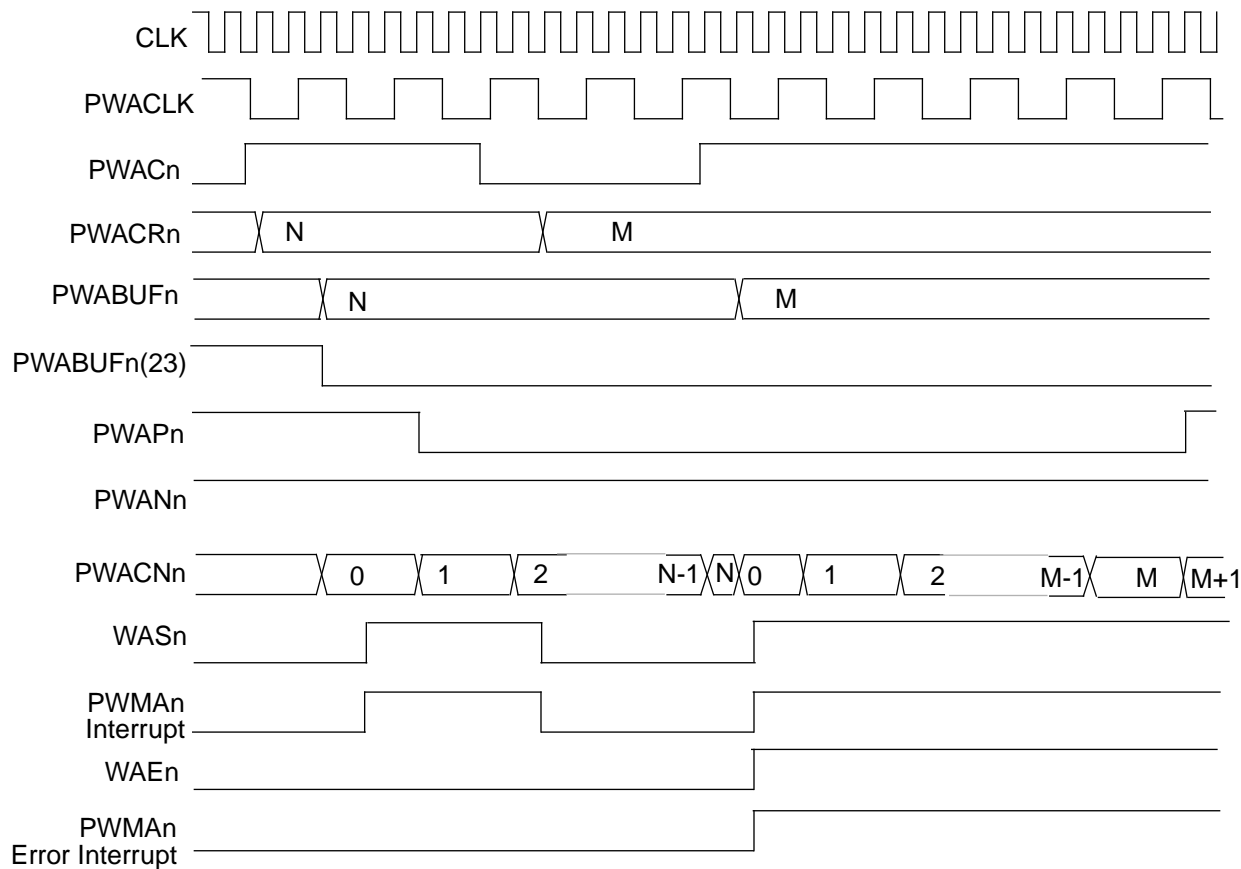 CLK
PWACLK
PWACn
PWACRn N M
PWABUFn N M
PWABUFn(23)
PWAPn
PWANn
PWACNn 0 1 2 N-1 N 0 1 2 M-1 M M+1
WASn
PWMAn
Interrupt
WAEn
PWMAn
Error Interrupt